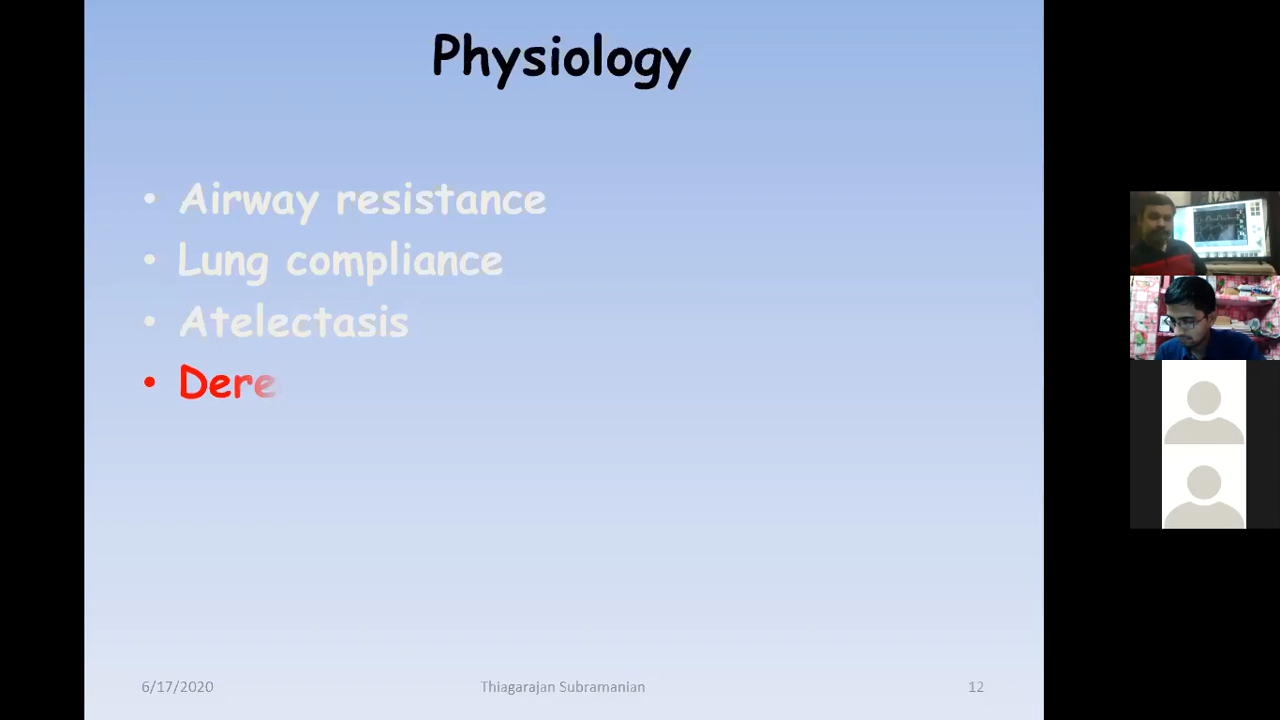 Physiology
• Airway resistance
• Lung compliance
• Atelectasis
• Dere
6/17/2020
Thiagarajan Subramanian
12